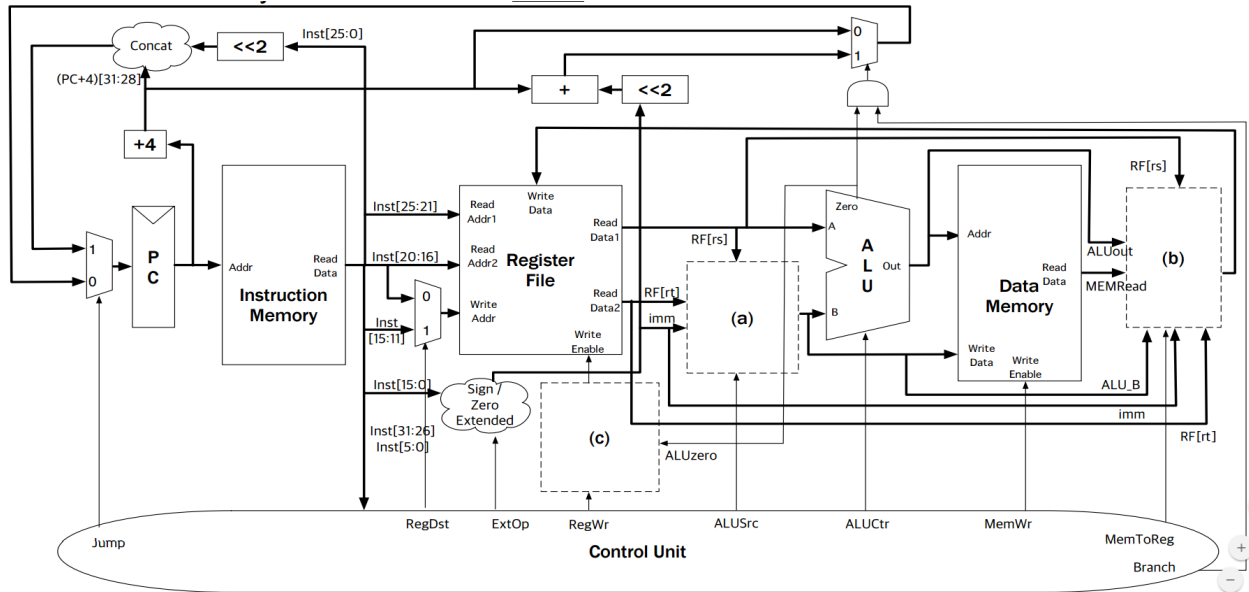 Concat
<<2
Inst[25:0]
(PC+4)[31:28]
+4
+
<<2
0
1
P
C
1
0
Addr
Read
Data
Instruction
Memory
Inst[25:21]
Inst[20:16]
Inst
[15:11]
0
1
Inst[15:0]
Inst[31:26]
Inst[5:0]
Sign /
Zero
Extended
Read
Addr1
Read
Addr2
Write
Addr
Write
Data
Register
File
Read
Data1
Read
Data2
Write
Enable
RF[rs]
RF[rt]
imm
(a)
(c)
ALUzero
Zero
A
B
A
L
U
Out
Addr
Read
Data
Data
Memory
Write
Data
Write
Enable
RF[rs]
ALUout
MEMRead
(b)
ALU_B
imm
RF[rt]
Jump
RegDst
ExtOp
RegWr
ALUSrc
ALUCtr
MemWr
MemToReg
Branch
Control Unit
+
−